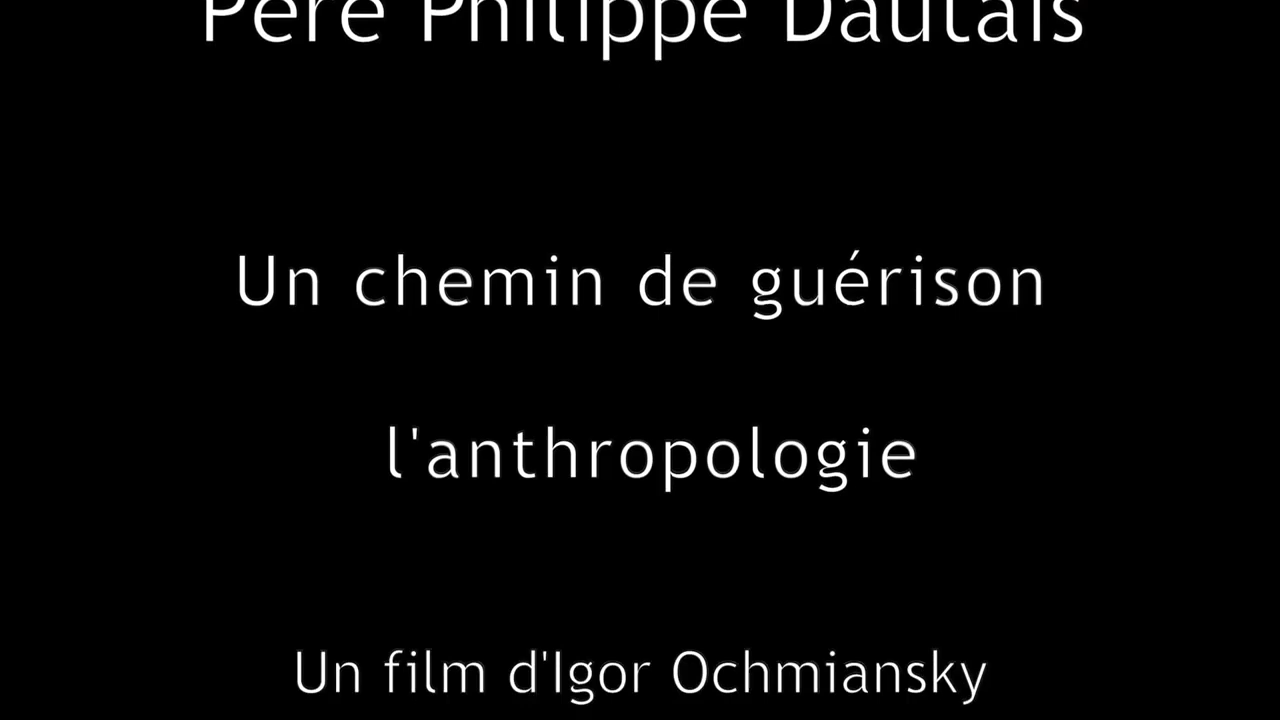 Père Philippe Dautais
Un chemin de guérison
l'anthropologie
Un film d'Igor Ochmiansky